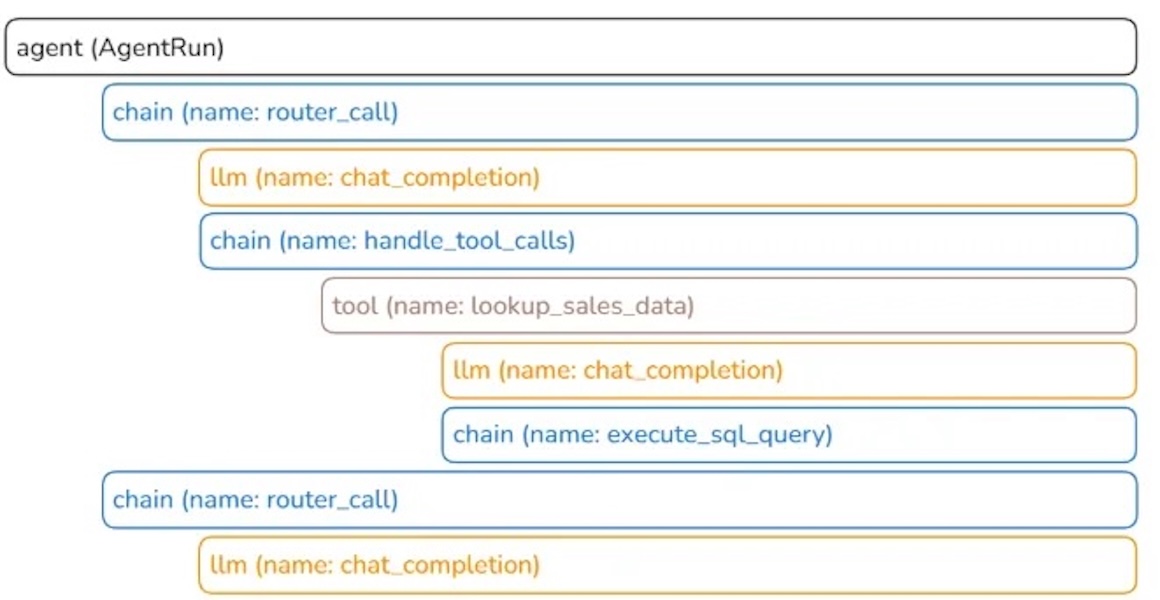 agent (AgentRun)
chain (name: router_call)
llm (name: chat_completion)
chain (name: handle_tool_calls)
tool (name: lookup_sales_data)
llm (name: chat_completion)
chain (name: execute_sql_query)
chain (name: router_call)
llm (name: chat_completion)